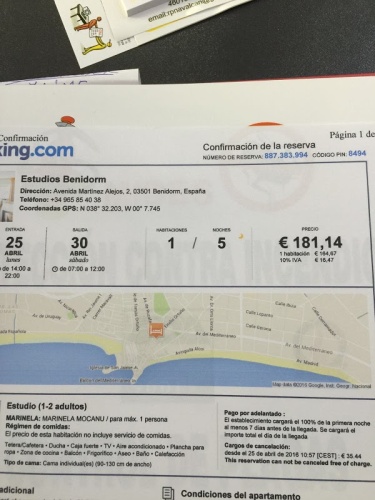 Confirmación
king.com
Página 1 de
Confirmación de la reserva
NÚMERO DE RESERVA: 887.383.994 CÓDIGO PIN: 8494
Estudios Benidorm
Dirección: Avenida Martinez Alejos, 2, 03501 Benidorm, España
Teléfono: +34 965 85 40 38
Coordenadas GPS: N 038° 32.203, W 00° 7.745
ENTRADA SALIDA HABITACIONES NOCHES PRECIO
25 30 1 / 5 € 181,14
ABRIL ABRIL
lunes sábado
de 14:00 a 22:00
de 07:00 a 12:00
1 habitación € 164,67
10% IVA € 16,47
Av. del Mediterraneo
Av. del Mediterraneo
Av. Madrid
Map data ©2016 Google, Inst. Geogr. Nacional
Estudio (1-2 adultos)
MARINELA: MARINELA MOCANU / para máx. 1 persona
Régimen de comidas:
El precio de esta habitación no incluye servicio de comidas.
Tetera/Cafetera • Ducha • Caja fuerte • TV • Aire acondicionado • Plancha para
ropa • Zona de cocina • Balcón • Frigorífico • Aseo • Baño • Calefacción
Tipo de cama: Cama individual(es) (90-130 cm de ancho)
Pago por adelantado :
El establecimiento cargará el 100% de la primera noche
al menos 7 días antes de la llegada. Se cargará el
importe total el día de la llegada
Cargos de cancelación:
desde el 25 de abril de 2016 10:57 [CEST] : € 35.44
This reservation can not be canceled free of charge.
adicional
Condiciones del apartamento